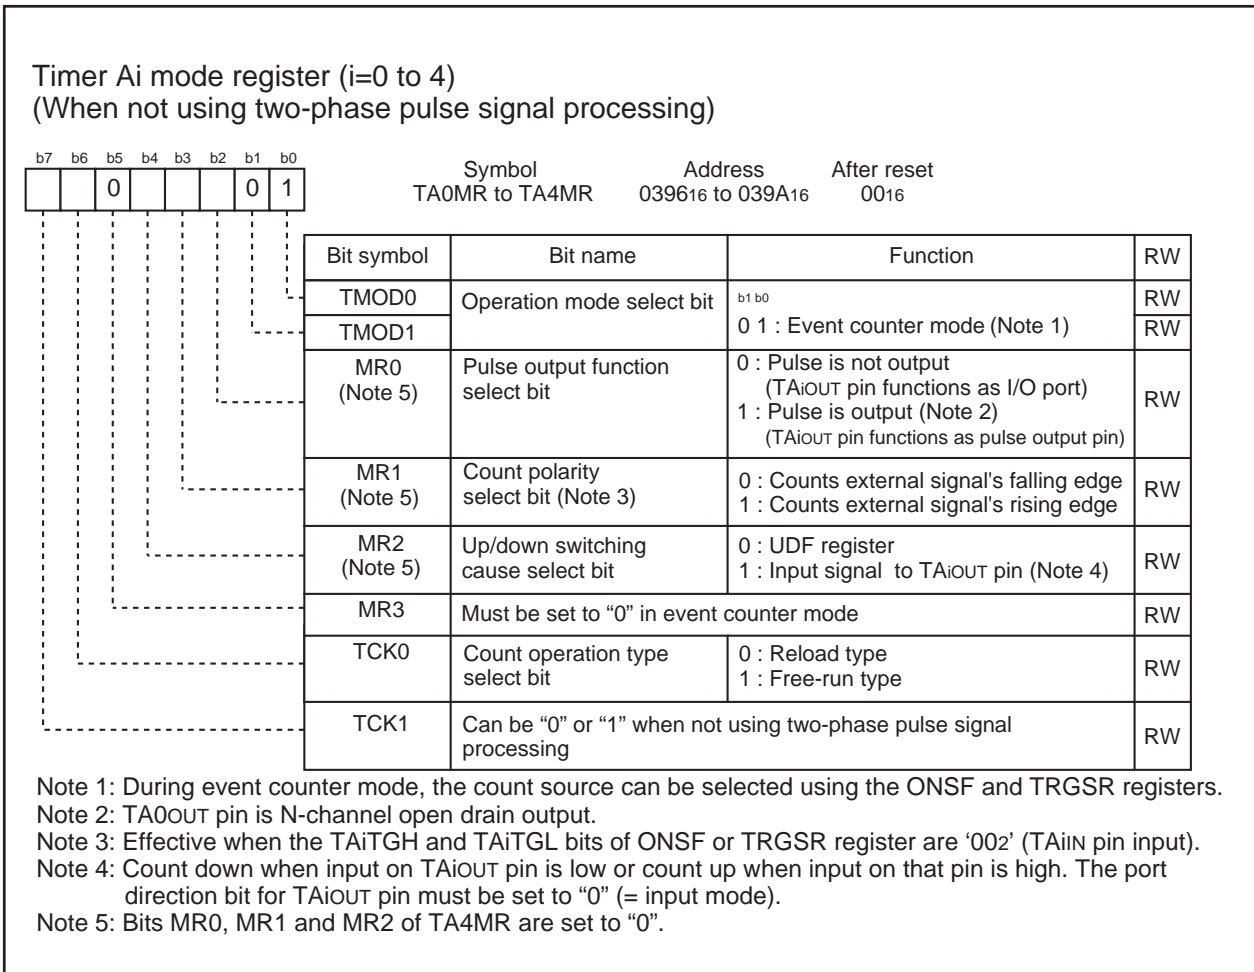 Timer Ai mode register (i=0 to 4)
(When not using two-phase pulse signal processing)
b7 b6 b5 b4 b3 b2 b1 b0
0 0 1
Symbol Address After reset
TA0MR to TA4MR 039616 to 039A16 0016
Bit symbol Bit name Function RW
TMOD0 Operation mode select bit b1 b0 RW
TMOD1 0 1 : Event counter mode (Note 1) RW
MR0 Pulse output function 0 : Pulse is not output
(Note 5) select bit (TAiOUT pin functions as I/O port) RW
1 : Pulse is output (Note 2)
(TAiOUT pin functions as pulse output pin)
MR1 Count polarity 0 : Counts external signal's falling edge RW
(Note 5) select bit (Note 3) 1 : Counts external signal's rising edge
MR2 Up/down switching 0 : UDF register RW
(Note 5) cause select bit 1 : Input signal to TAiOUT pin (Note 4)
MR3 Must be set to “0” in event counter mode RW
TCK0 Count operation type 0 : Reload type RW
select bit 1 : Free-run type
TCK1 Can be “0” or “1” when not using two-phase pulse signal RW
processing
Note 1: During event counter mode, the count source can be selected using the ONSF and TRGSR registers.
Note 2: TA0OUT pin is N-channel open drain output.
Note 3: Effective when the TAiTGH and TAiTGL bits of ONSF or TRGSR register are ‘002’ (TAiIN pin input).
Note 4: Count down when input on TAiOUT pin is low or count up when input on that pin is high. The port
direction bit for TAiOUT pin must be set to “0” (= input mode).
Note 5: Bits MR0, MR1 and MR2 of TA4MR are set to “0”.